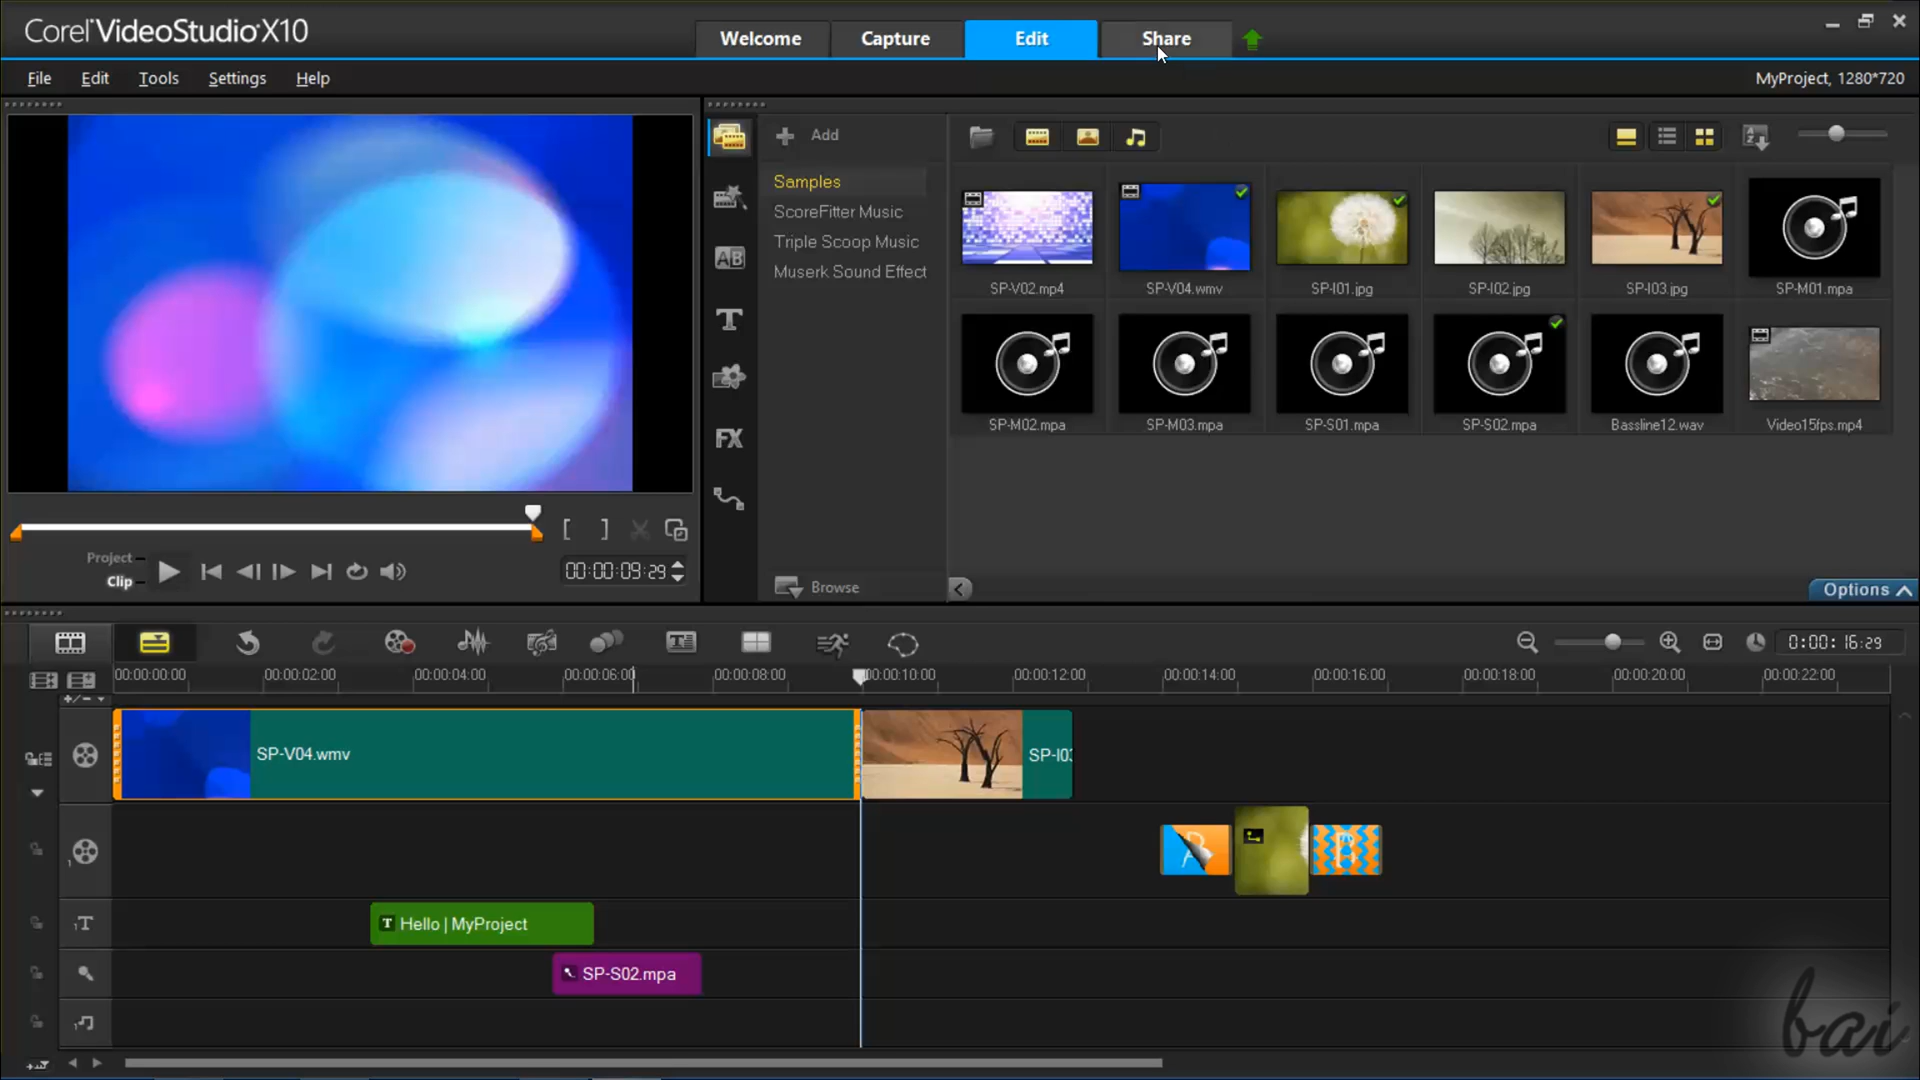 Corel VideoStudio X10
Welcome
Capture
Edit
Share
File
Edit
Tools
Settings
Help
MyProject, 1280*720
Add
Samples
ScoreFitter Music
Triple Scoop Music
Muserk Sound Effect
Browse
AB
T
FX
SP-V02.mp4
SP-V04.wmv
SP-I01.jpg
SP-I02.jpg
SP-I03.jpg
SP-M01.mpa
SP-M02.mpa
SP-M03.mpa
SP-S01.mpa
SP-S02.mpa
Bassline12.wav
Video15fps.mp4
Project
Clip
[ ]
00:00:09:29
Options
0:00:16:29
00:00:00:00
00:00:02:00
00:00:04:00
00:00:06:00
00:00:08:00
00:00:10:00
00:00:12:00
00:00:14:00
00:00:16:00
00:00:18:00
00:00:20:00
00:00:22:00
SP-V04.wmv
SP-I03
1
A
B
1T
T Hello | MyProject
SP-S02.mpa
1
bai